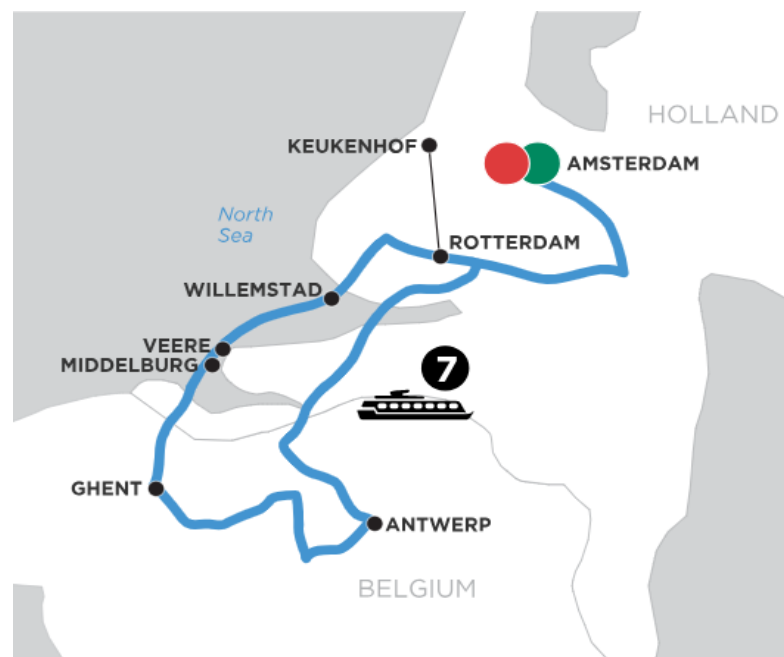 HOLLAND
KEUKENHOF
AMSTERDAM
North
Sea
ROTTERDAM
WILLEMSTAD
VEERE
MIDDELBURG
7
GHENT
ANTWERP
BELGIUM